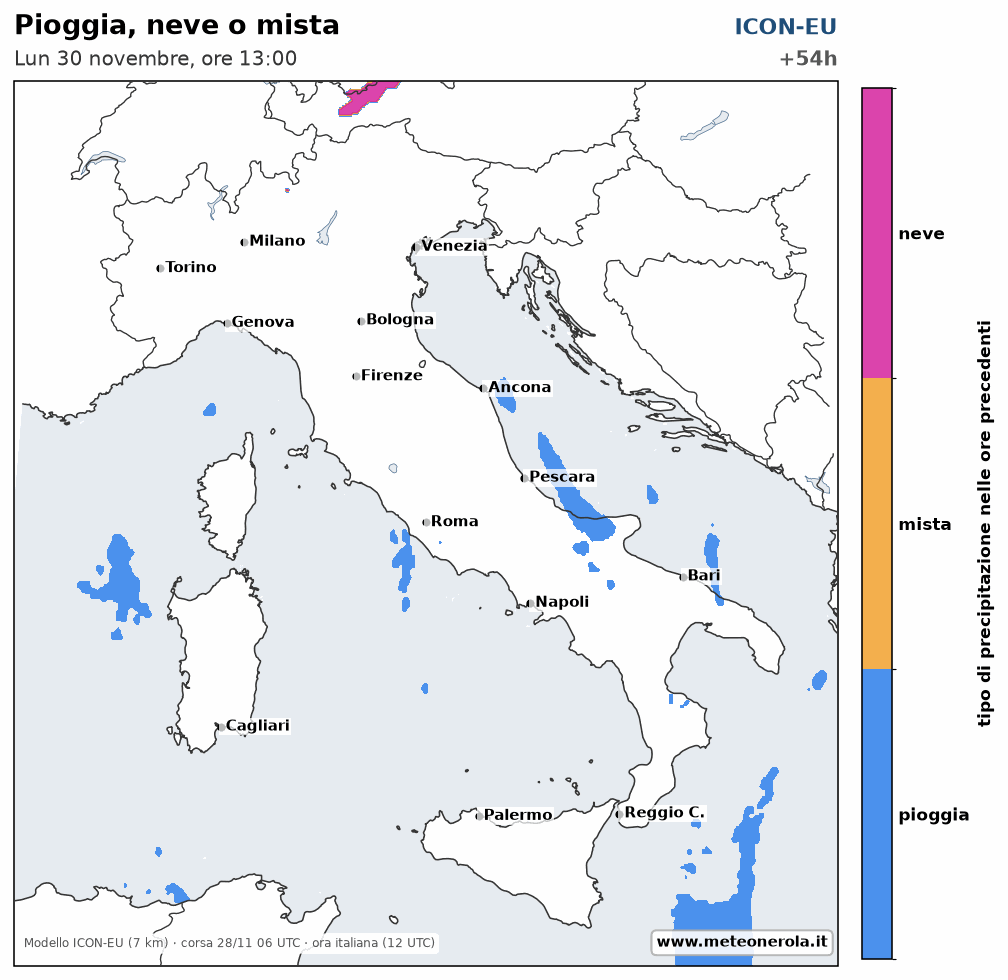 Pioggia, neve o mista
ICON-EU
Lun 30 novembre, ore 13:00
+54h
neve
mista
pioggia
tipo di precipitazione nelle ore precedenti
Milano
Venezia
Torino
Genova
Bologna
Firenze
Ancona
Pescara
Roma
Bari
Napoli
Cagliari
Palermo
Reggio C.
Modello ICON-EU (7 km) · corsa 28/11 06 UTC · ora italiana (12 UTC)
www.meteonerola.it